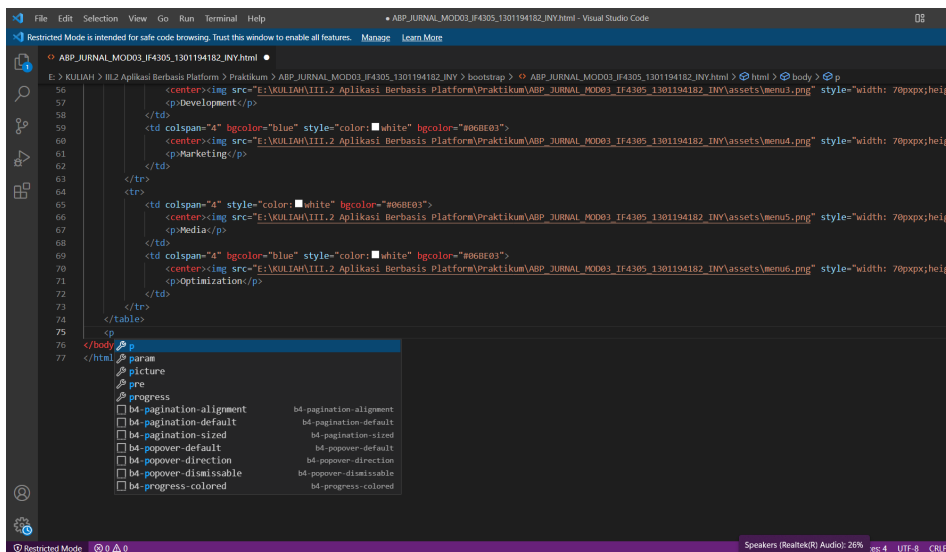 File Edit Selection View Go Run Terminal Help
● ABP_JURNAL_MOD03_IF4305_1301194182_INY.html - Visual Studio Code
Restricted Mode is intended for safe code browsing. Trust this window to enable all features. Manage Learn More
<> ABP_JURNAL_MOD03_IF4305_1301194182_INY.html ●
E: > KULIAH > III.2 Aplikasi Berbasis Platform > Praktikum > ABP_JURNAL_MOD03_IF4305_1301194182_INY > bootstrap > <> ABP_JURNAL_MOD03_IF4305_1301194182_INY.html > html > body > p
56 <center><img src="E:\KULIAH\III.2 Aplikasi Berbasis Platform\Praktikum\ABP_JURNAL_MOD03_IF4305_1301194182_INY\assets\menu3.png" style="width: 70pxpx;heig
57 <p>Development</p>
58 </td>
59 <td colspan="4" bgcolor="blue" style="color:white" bgcolor="#06BE03">
60 <center><img src="E:\KULIAH\III.2 Aplikasi Berbasis Platform\Praktikum\ABP_JURNAL_MOD03_IF4305_1301194182_INY\assets\menu4.png" style="width: 70pxpx;heig
61 <p>Marketing</p>
62 </td>
63 </tr>
64 <tr>
65 <td colspan="4" style="color:white" bgcolor="#06BE03">
66 <center><img src="E:\KULIAH\III.2 Aplikasi Berbasis Platform\Praktikum\ABP_JURNAL_MOD03_IF4305_1301194182_INY\assets\menu5.png" style="width: 70pxpx;heig
67 <p>Media</p>
68 </td>
69 <td colspan="4" bgcolor="blue" style="color:white" bgcolor="#06BE03">
70 <center><img src="E:\KULIAH\III.2 Aplikasi Berbasis Platform\Praktikum\ABP_JURNAL_MOD03_IF4305_1301194182_INY\assets\menu6.png" style="width: 70pxpx;heig
71 <p>Optimization</p>
72 </td>
73 </tr>
74 </table>
75 <p
76 </body
77 </html
p
param
picture
pre
progress
b4-pagination-alignment b4-pagination-alignment
b4-pagination-default b4-pagination-default
b4-pagination-sized b4-pagination-sized
b4-popover-default b4-popover-default
b4-popover-direction b4-popover-direction
b4-popover-dismissable b4-popover-dismissable
b4-progress-colored b4-progress-colored
Restricted Mode 0 0
Speakers (Realtek(R) Audio): 26%
es: 4 UTF-8 CRLF